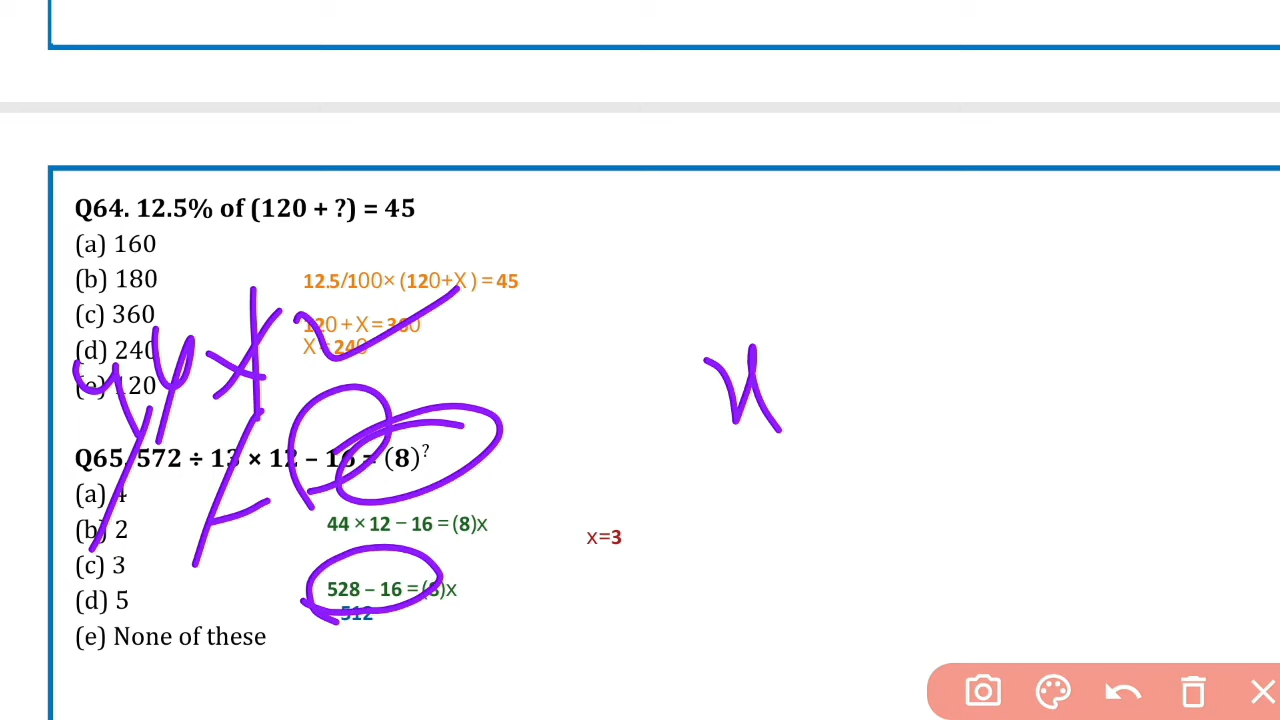 Q64. 12.5% of (120 + ?) = 45
(a) 160
(b) 180
12.5/100× (120+X ) = 45
(c) 360
120 + X = 360
(d) 240
X = 240
(e) 120
Q65. 572 ÷ 13 × 12 – 16 = (8)?
(a) 4
(b) 2
44 × 12 – 16 = (8)x
x=3
(c) 3
528 – 16 = (8)x
(d) 5
512
(e) None of these